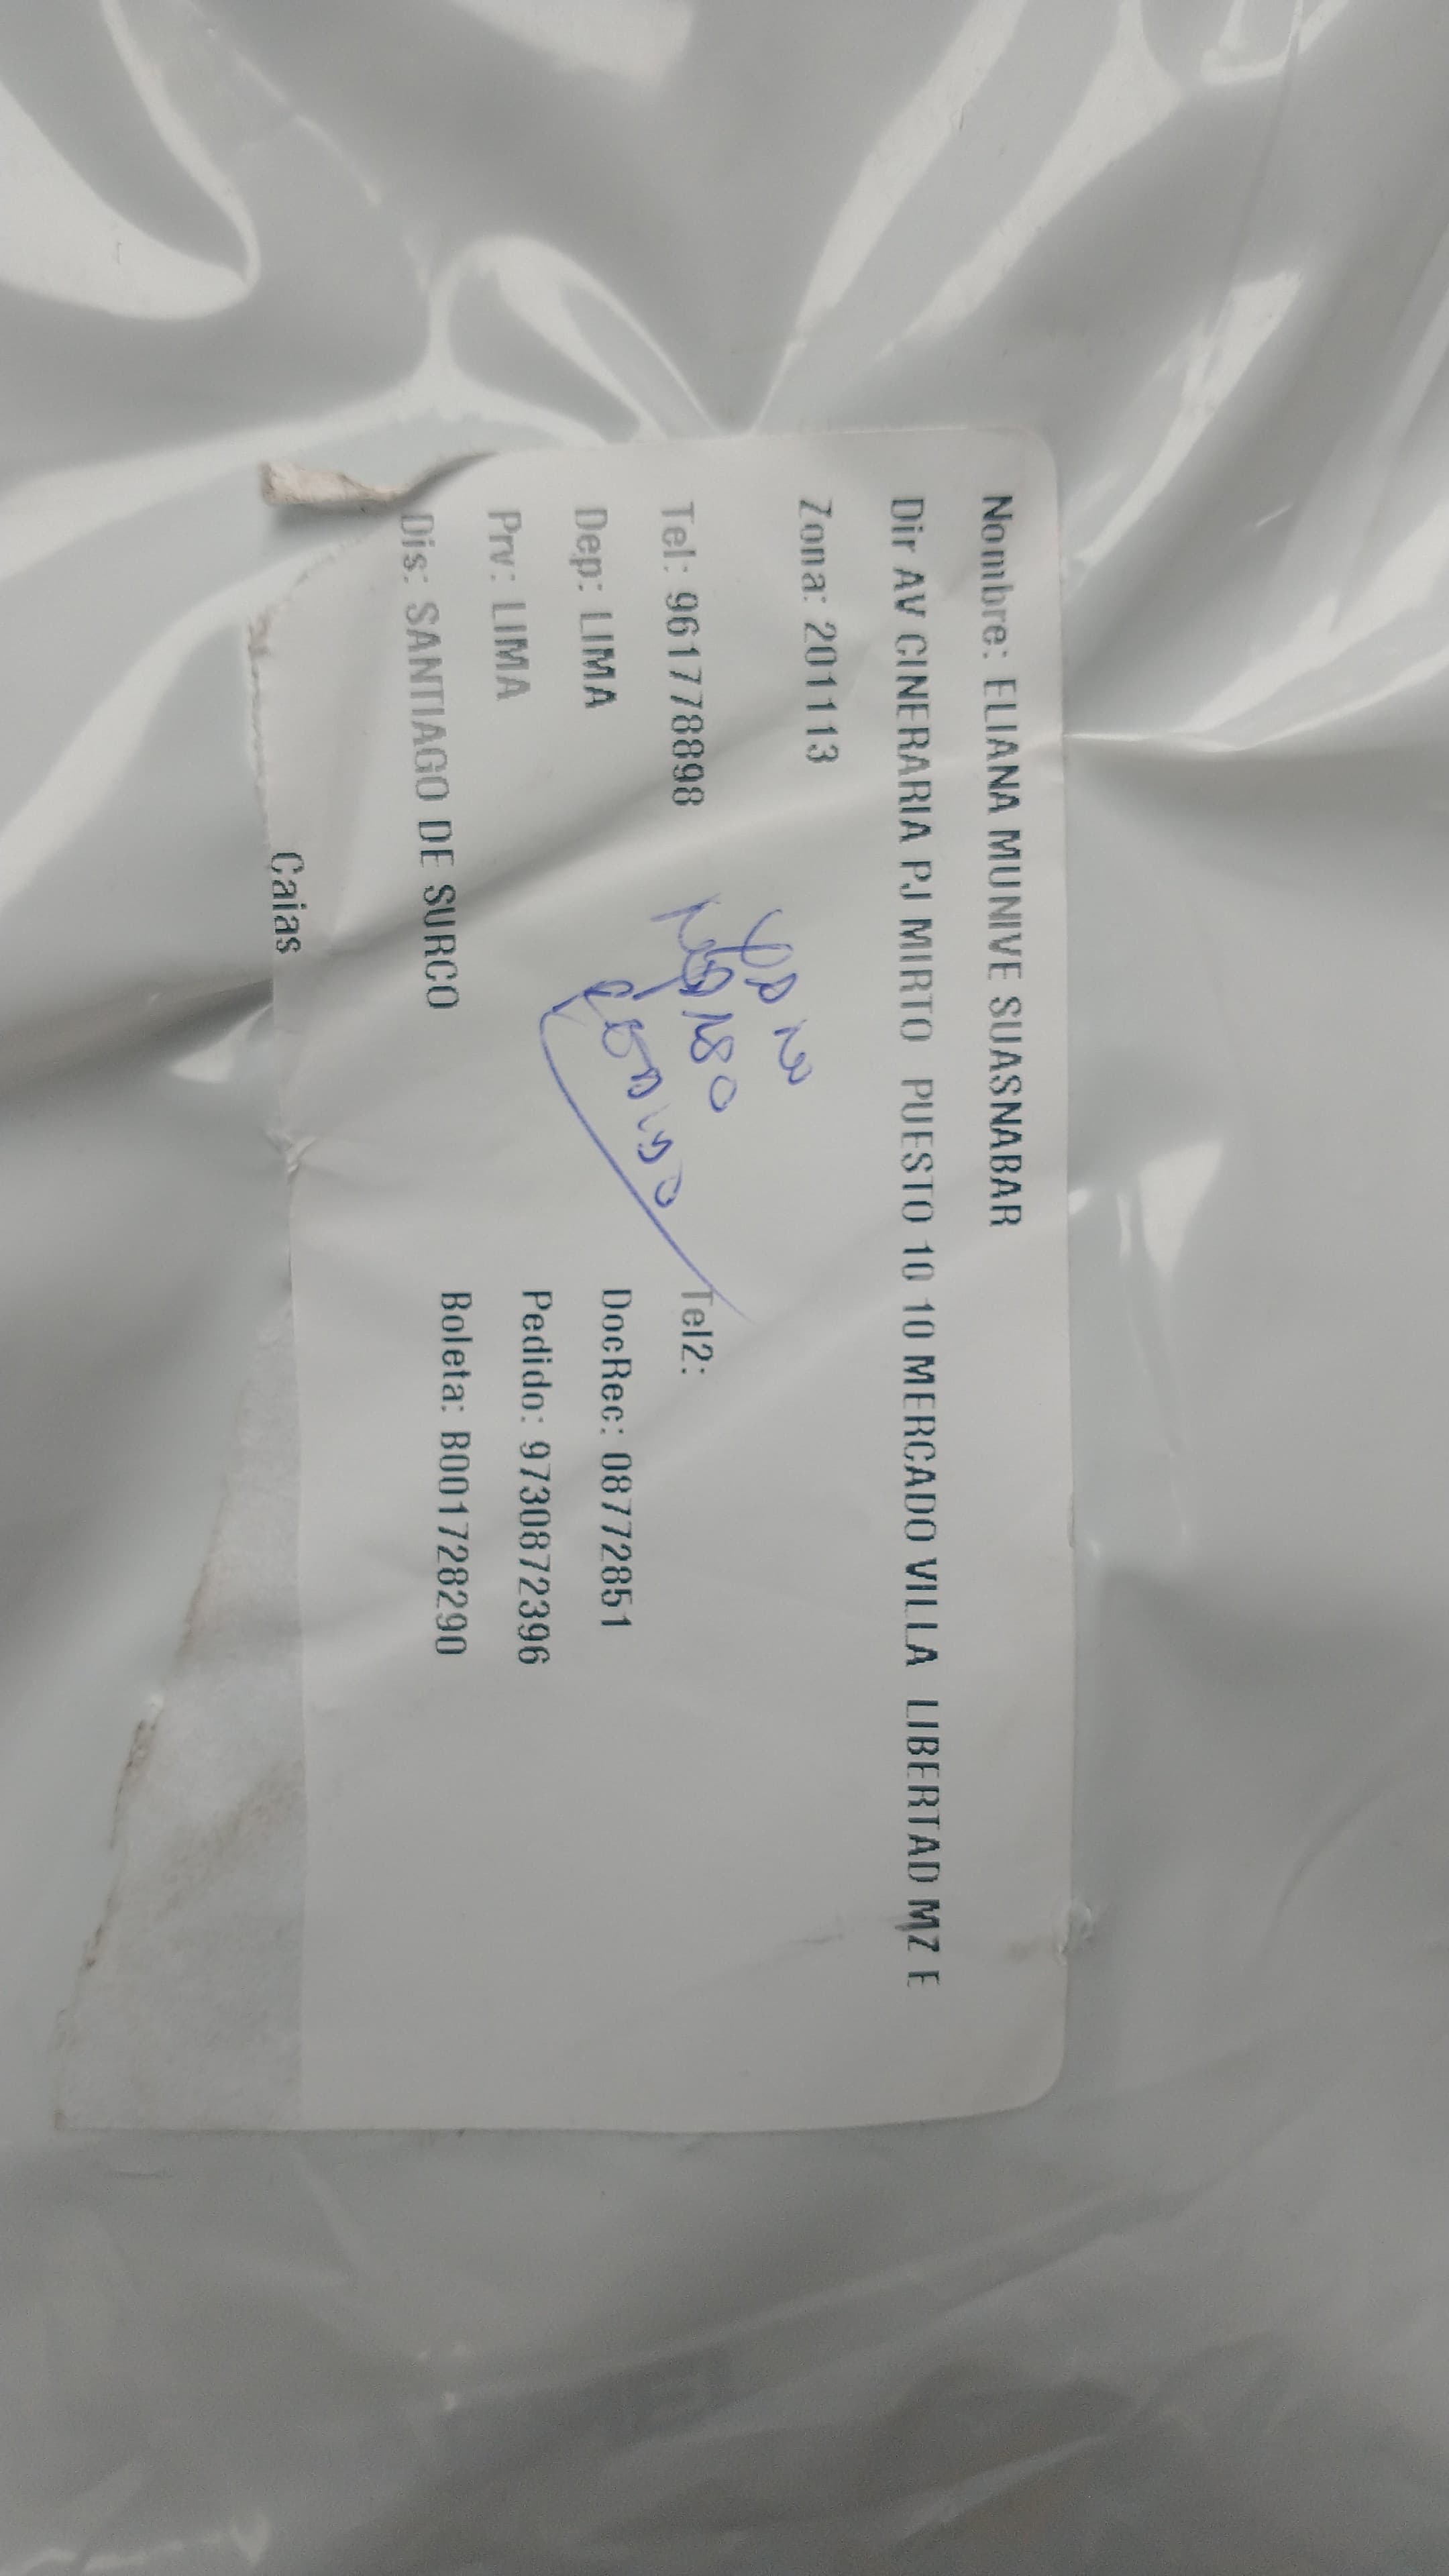 Nombre: ELIANA MUNIVE SUASNABAR
Dir AV CINERARIA PJ MIRTO PUESTO 10 10 MERCADO VILLA LIBERTAD MZ E
Zona: 201113
Tel: 961778898
Tel2:
Dep: LIMA
DocRec: 08772851
Prv: LIMA
Pedido: 9730872396
Dis: SANTIAGO DE SURCO
Boleta: B001728290
Cajas